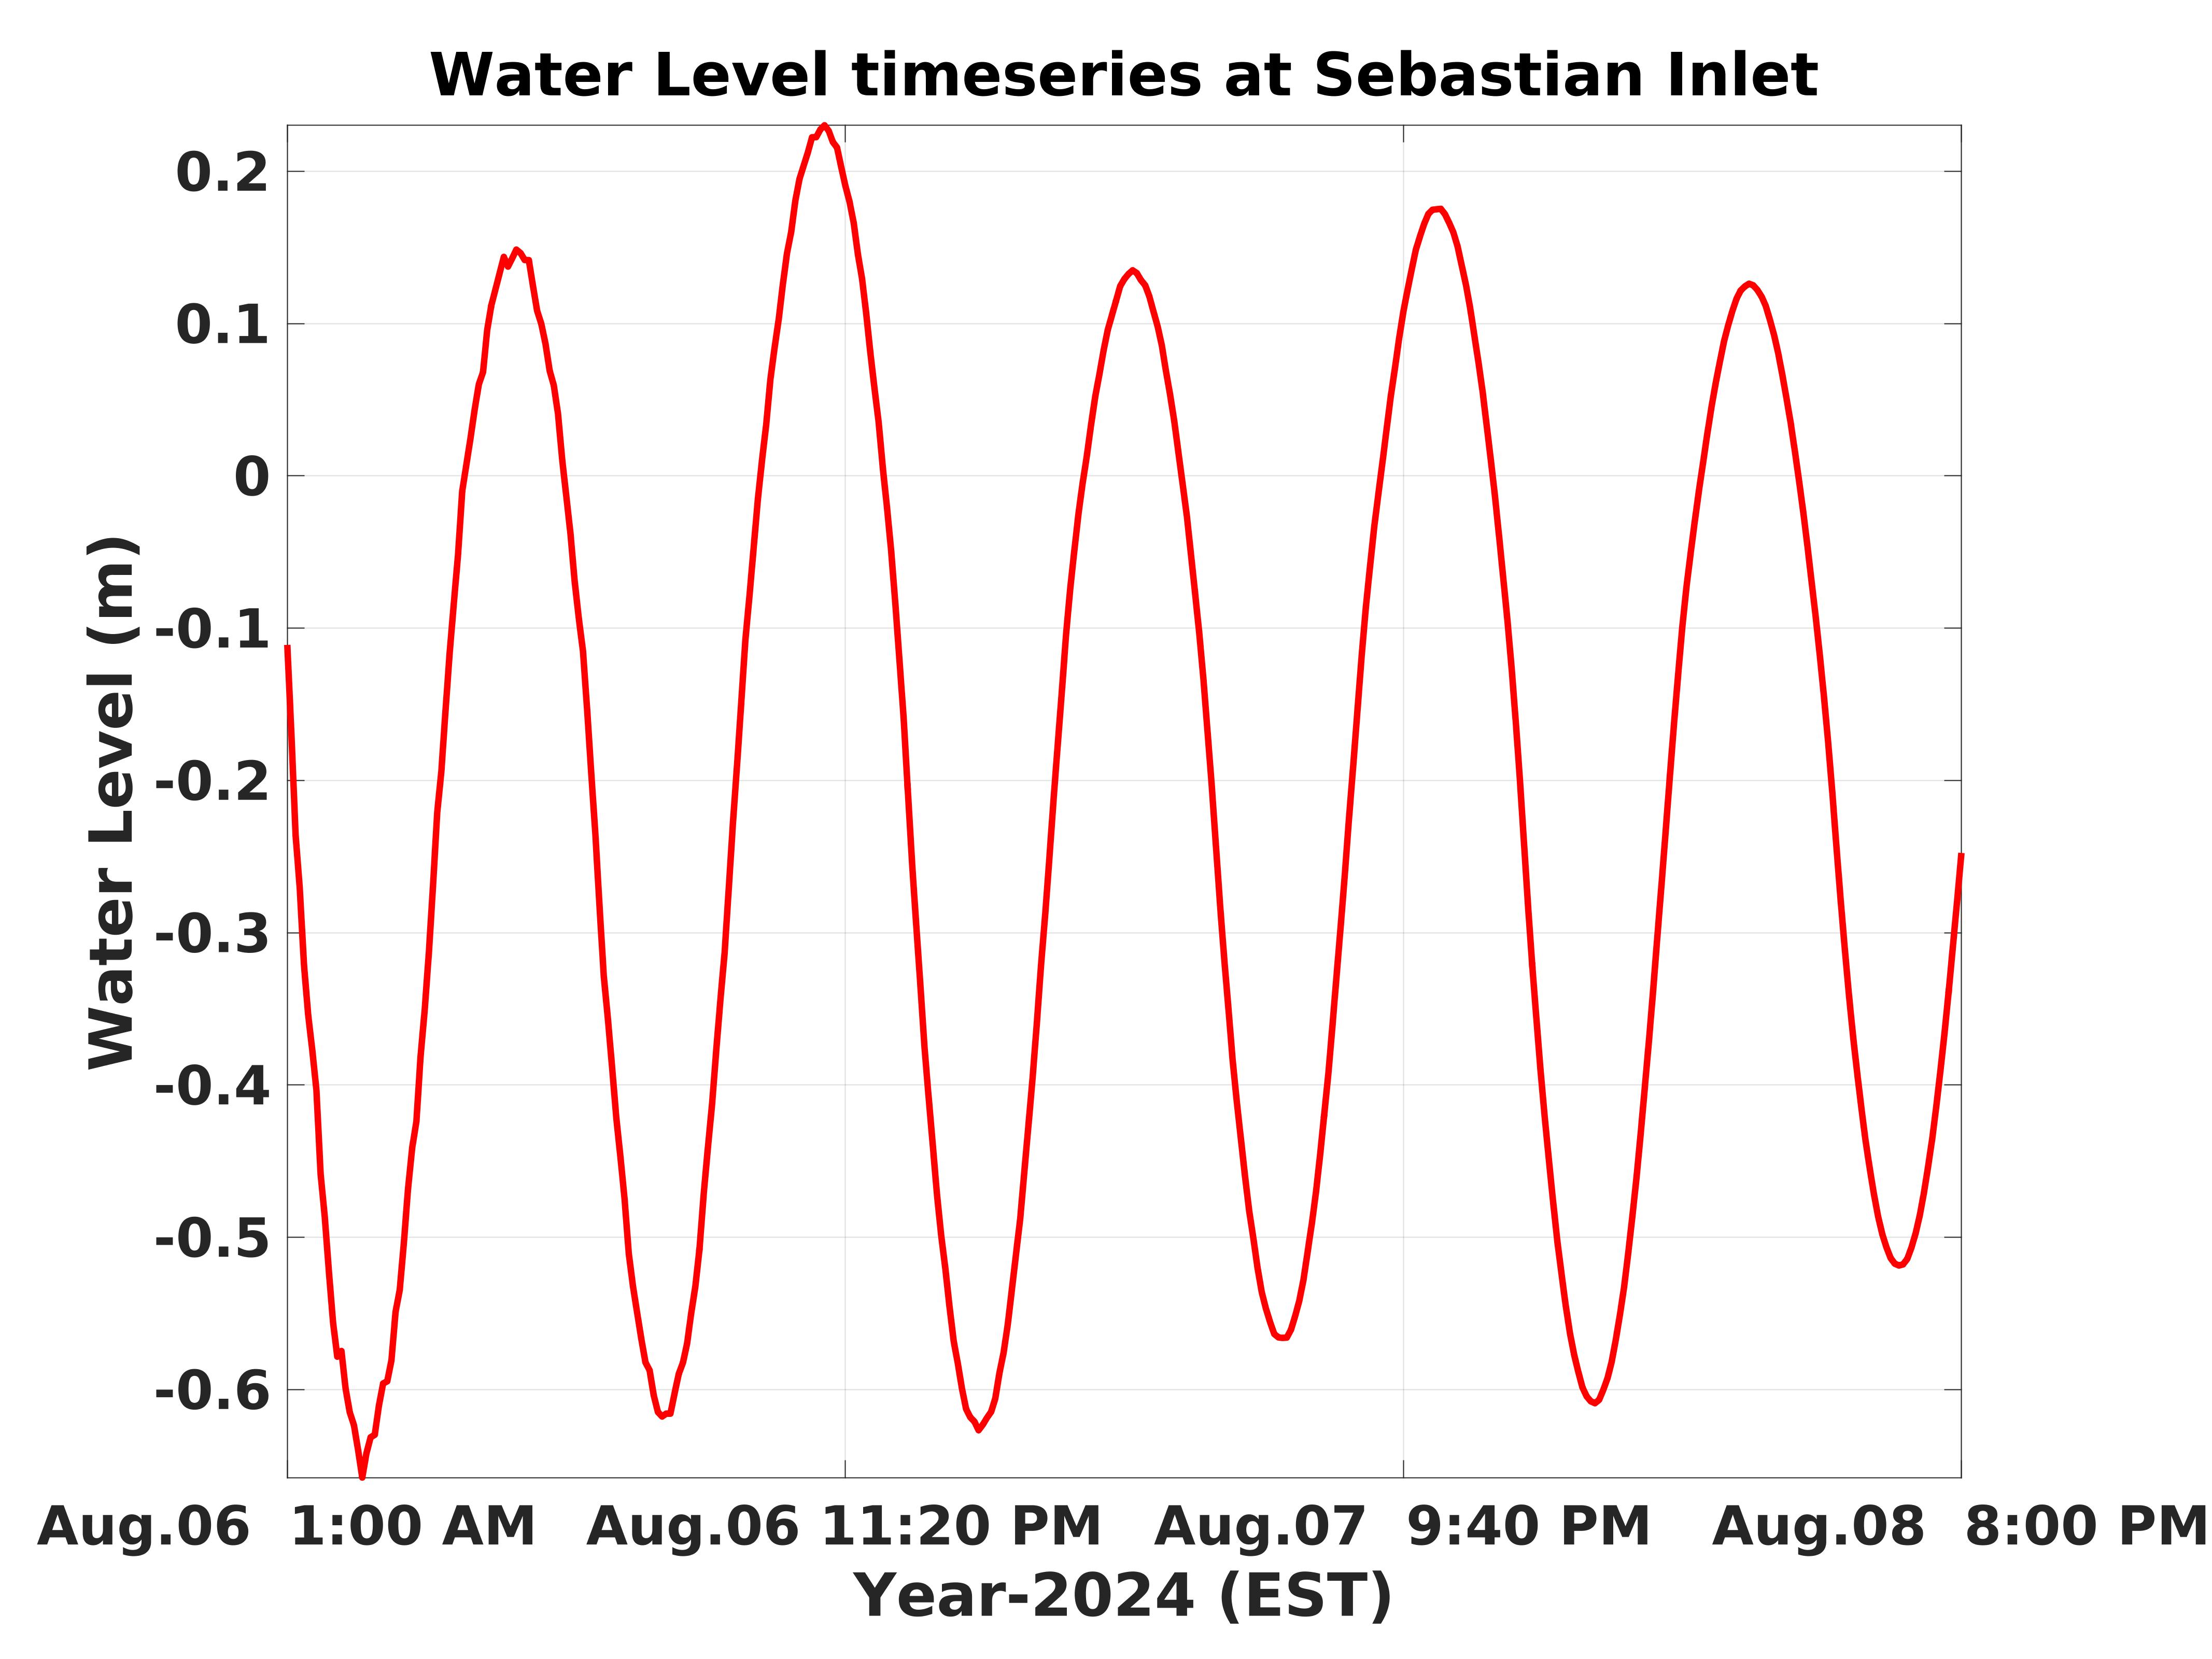 Water Level timeseries at Sebastian Inlet
0.2
0.1
0
-0.1
-0.2
-0.3
-0.4
-0.5
-0.6
Water Level (m)
Aug.06 1:00 AM Aug.06 11:20 PM Aug.07 9:40 PM Aug.08 8:00 PM
Year-2024 (EST)